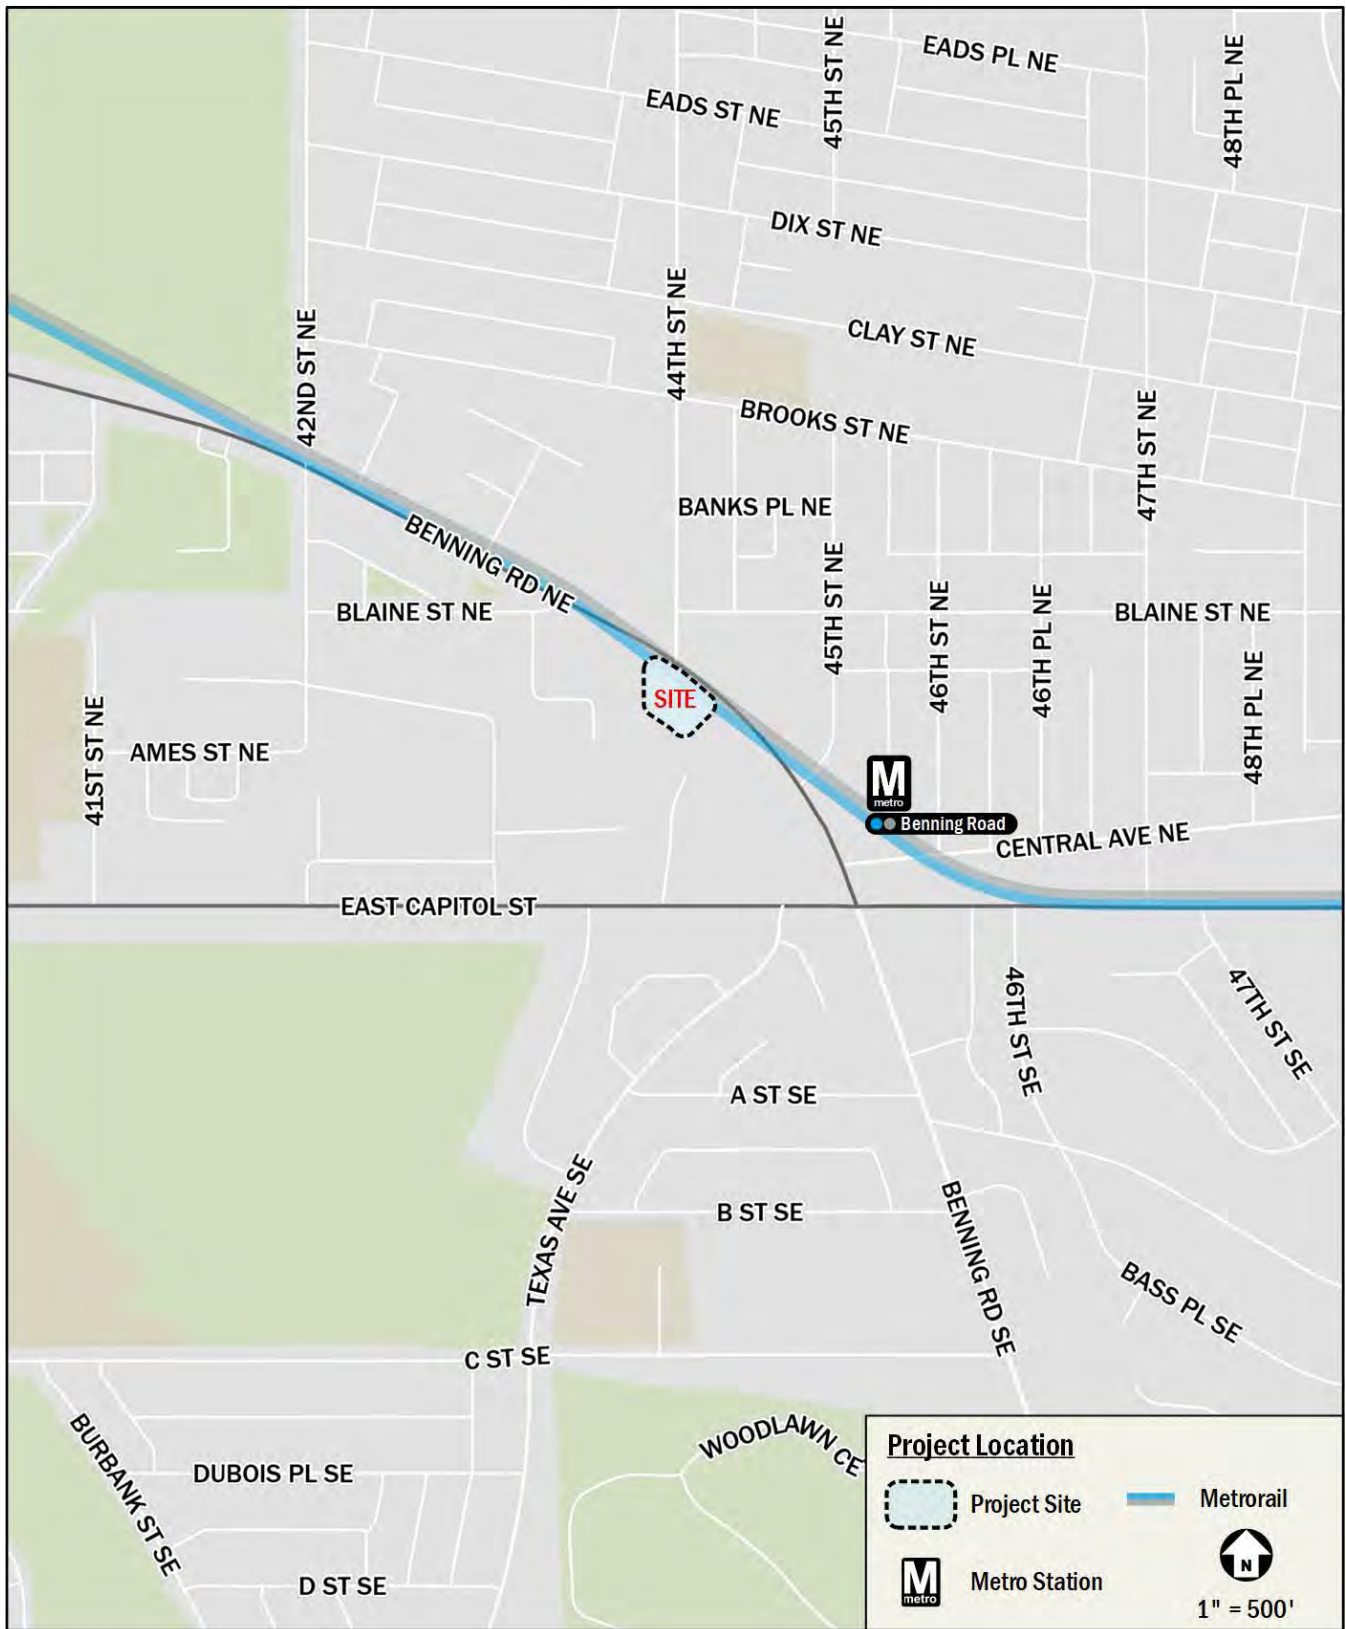 EADS PL NE
45TH ST NE
48TH PL NE
EADS ST NE
DIX ST NE
44TH ST NE
42ND ST NE
CLAY ST NE
BROOKS ST NE
47TH ST NE
BANKS PL NE
BENNING RD NE
45TH ST NE
46TH ST NE
46TH PL NE
BLAINE ST NE
BLAINE ST NE
48TH PL NE
SITE
41ST ST NE
AMES ST NE
M
metro
Benning Road
CENTRAL AVE NE
EAST CAPITOL ST
46TH ST SE
47TH ST SE
A ST SE
TEXAS AVE SE
B ST SE
BENNING RD SE
BASS PL SE
C ST SE
BURBANK ST SE
WOODLAWN CE
DUBOIS PL SE
D ST SE
Project Location
Project Site
Metrorail
M
metro
Metro Station
N
1" = 500'